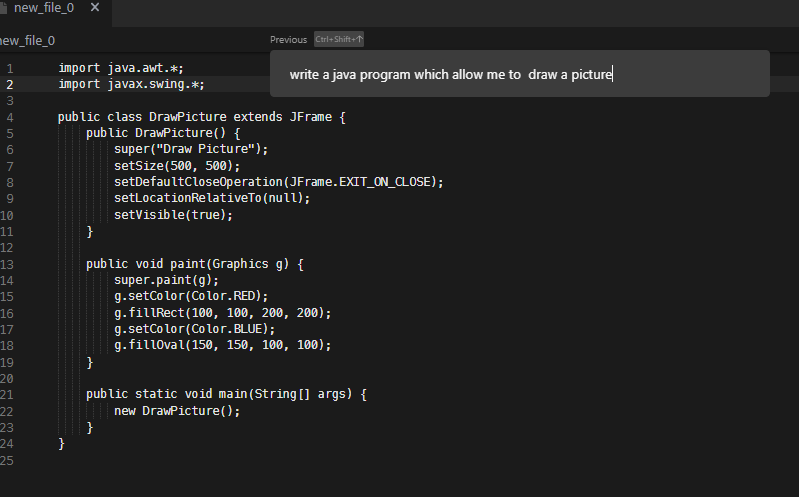 new_file_0 ×
new_file_0
Previous Ctrl+Shift+↑
write a java program which allow me to  draw a picture
1 import java.awt.*;
2 import javax.swing.*;
3
4 public class DrawPicture extends JFrame {
5     public DrawPicture() {
6         super("Draw Picture");
7         setSize(500, 500);
8         setDefaultCloseOperation(JFrame.EXIT_ON_CLOSE);
9         setLocationRelativeTo(null);
10         setVisible(true);
11     }
12
13     public void paint(Graphics g) {
14         super.paint(g);
15         g.setColor(Color.RED);
16         g.fillRect(100, 100, 200, 200);
17         g.setColor(Color.BLUE);
18         g.fillOval(150, 150, 100, 100);
19     }
20
21     public static void main(String[] args) {
22         new DrawPicture();
23     }
24 }
25